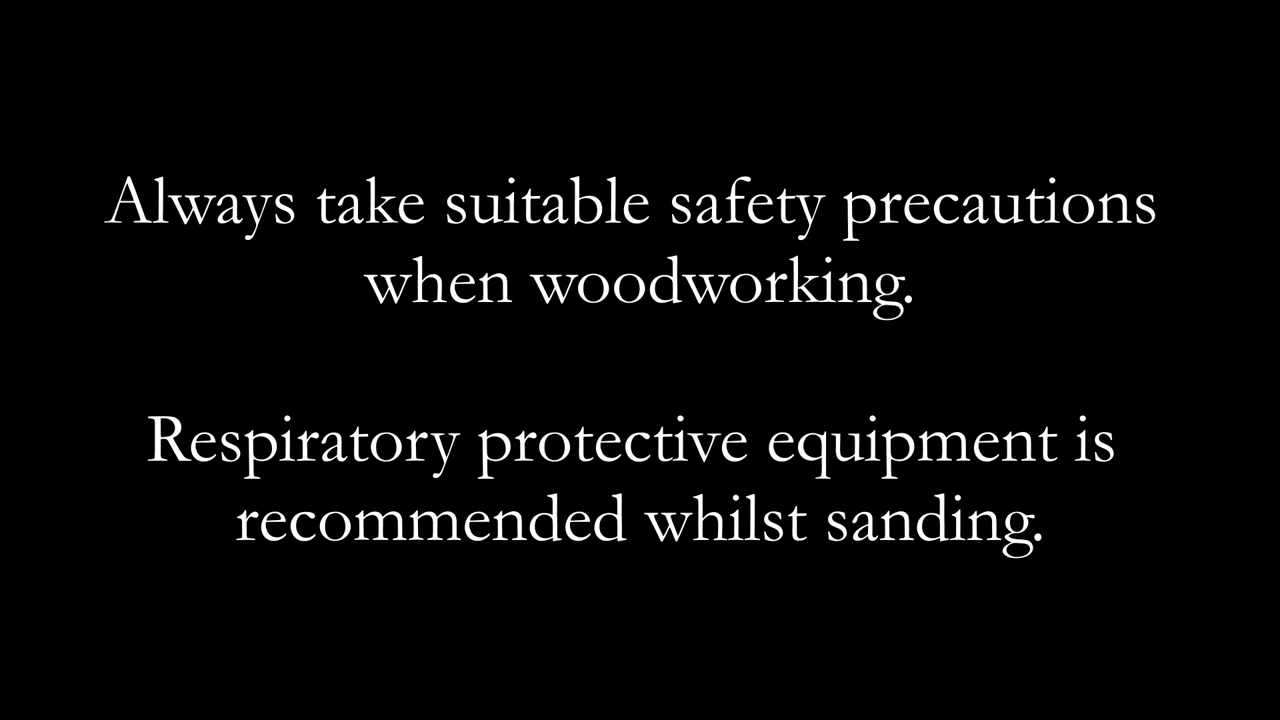 Always take suitable safety precautions
when woodworking.
Respiratory protective equipment is
recommended whilst sanding.